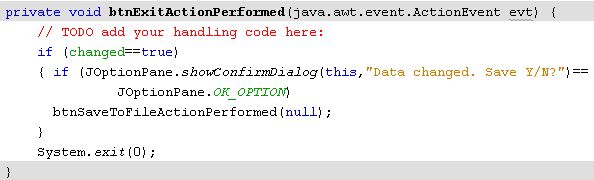 private void btnExitActionPerformed(java.awt.event.ActionEvent evt) {
// TODO add your handling code here:
if (changed==true)
{ if (JOptionPane.showConfirmDialog(this,"Data changed. Save Y/N?")==
JOptionPane.OK_OPTION)
btnSaveToFileActionPerformed(null);
}
System.exit(0);
}